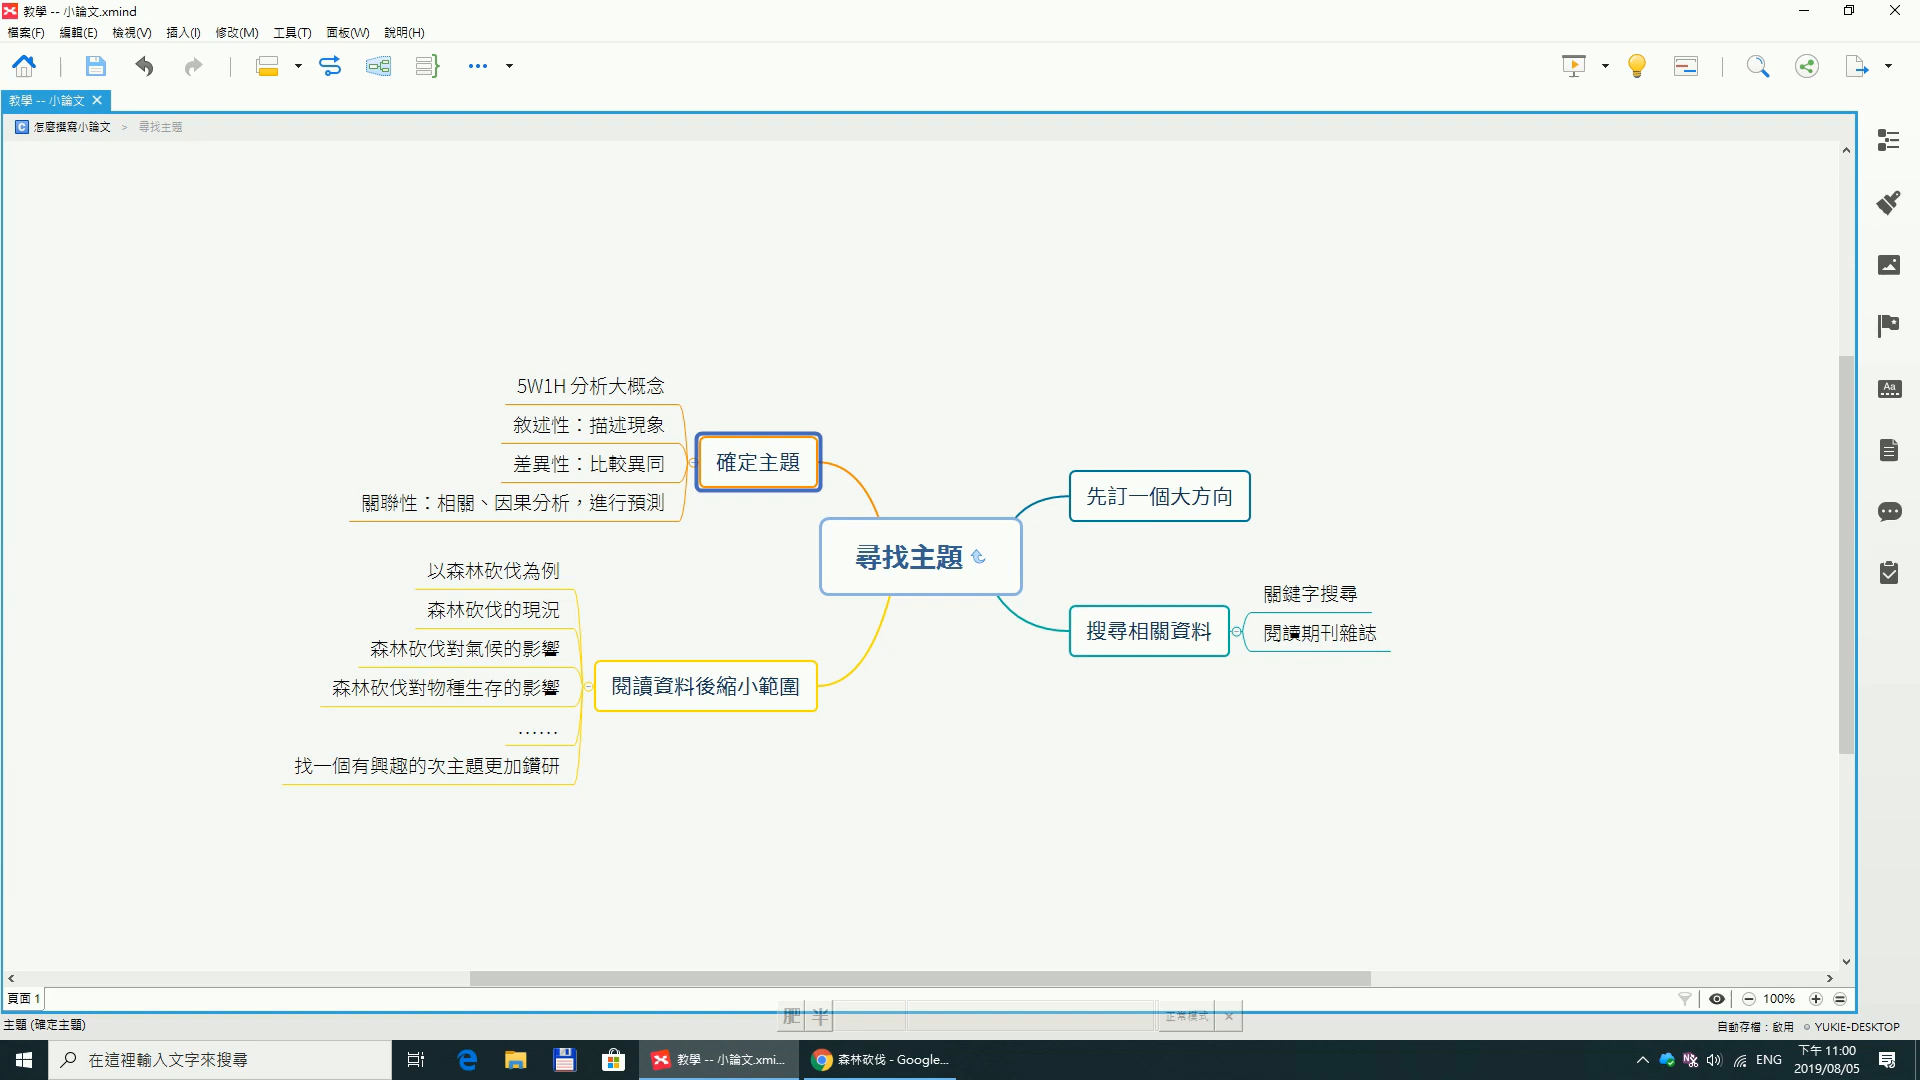 教學 -- 小論文.xmind
檔案(F) 編輯(E) 檢視(V) 插入(I) 修改(M) 工具(T) 面板(W) 說明(H)
教學 -- 小論文
C 怎麼撰寫小論文 > 尋找主題
5W1H 分析大概念
敘述性：描述現象
差異性：比較異同
關聯性：相關、因果分析，進行預測
確定主題
先訂一個大方向
尋找主題
以森林砍伐為例
森林砍伐的現況
森林砍伐對氣候的影響
森林砍伐對物種生存的影響
......
找一個有興趣的次主題更加鑽研
閱讀資料後縮小範圍
搜尋相關資料
關鍵字搜尋
閱讀期刊雜誌
Aa
頁面 1
100%
肥 半 正常模式
主題 (確定主題)
自動存檔：啟用 YUKIE-DESKTOP
在這裡輸入文字來搜尋
教學 -- 小論文.xmi...
森林砍伐 - Google...
ENG
下午 11:00
2019/08/05